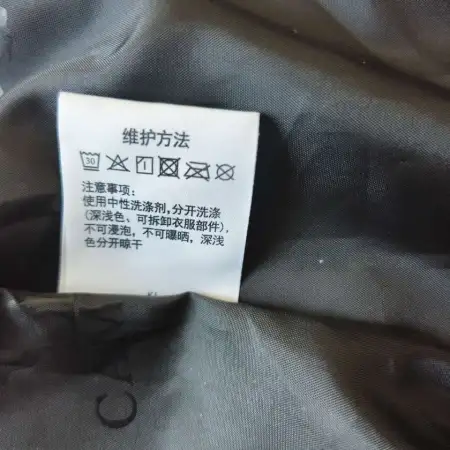 维护方法
30
注意事项:
使用中性洗涤剂,分开洗涤
(深浅色、可拆卸衣服部件),
不可浸泡,不可曝晒,深浅
色分开晾干